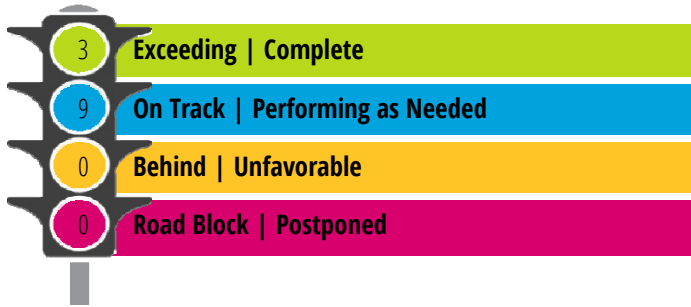 3 Exceeding | Complete
9 On Track | Performing as Needed
0 Behind | Unfavorable
0 Road Block | Postponed